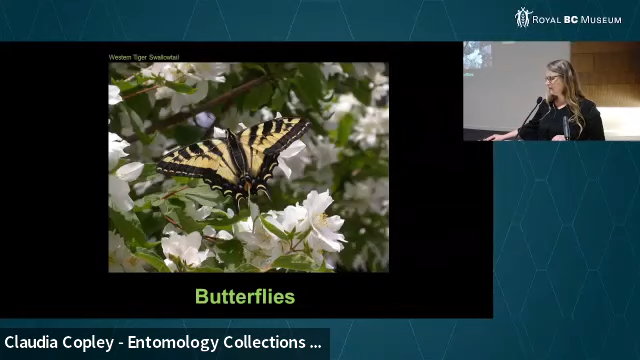 ROYAL BC MUSEUM
Western Tiger Swallowtail
Butterflies
Claudia Copley - Entomology Collections ...